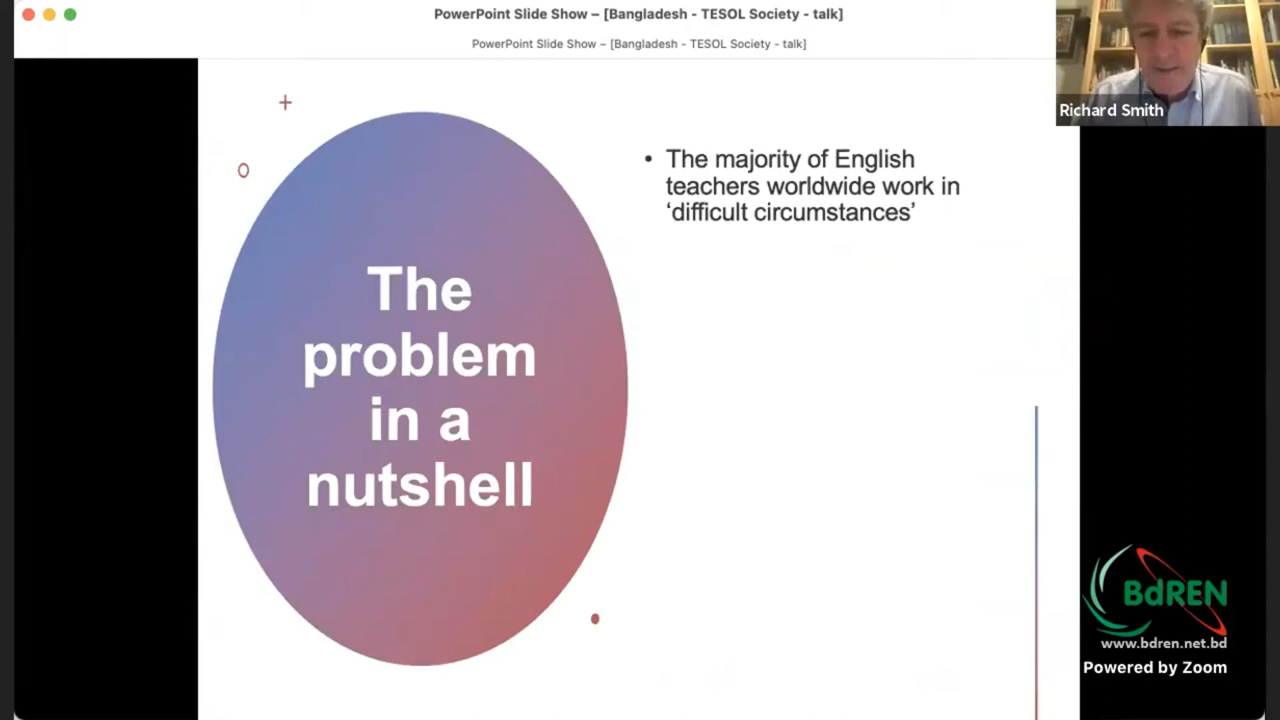 PowerPoint Slide Show – [Bangladesh - TESOL Society - talk]
PowerPoint Slide Show – [Bangladesh - TESOL Society - talk]
Richard Smith
The
problem
in a
nutshell
• The majority of English
teachers worldwide work in
‘difficult circumstances’
BdREN
www.bdren.net.bd
Powered by Zoom